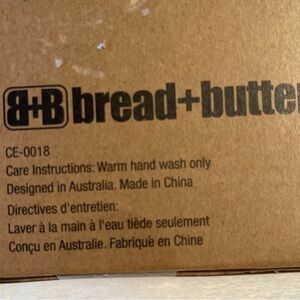 B+B bread+butter
CE-0018
Care Instructions: Warm hand wash only
Designed in Australia. Made in China
Directives d'entretien:
Laver à la main à l'eau tiède seulement
Conçu en Australie. Fabriqué en Chine